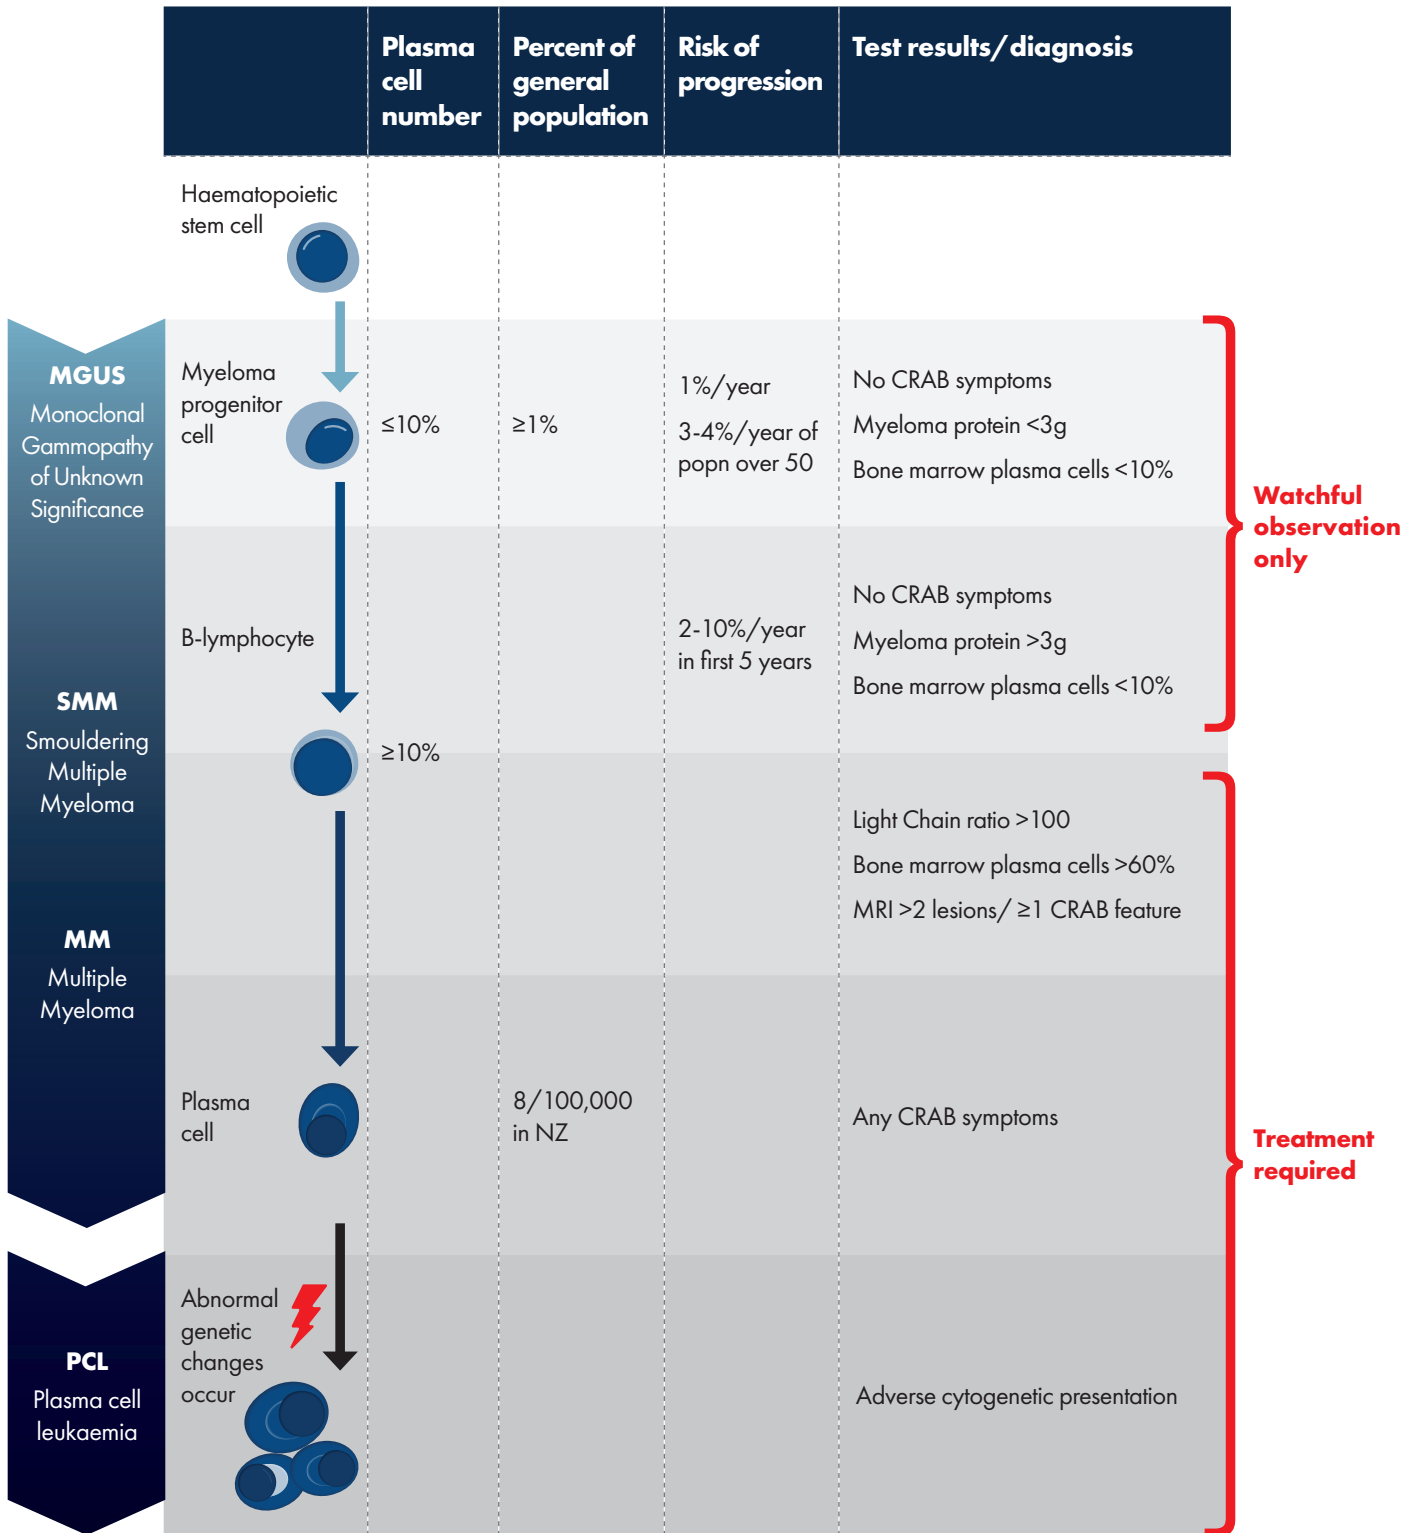 Plasma
cell
number
Percent of
general
population
Risk of
progression
Test results/diagnosis
Haematopoietic
stem cell
MGUS
Monoclonal
Gammopathy
of Unknown
Significance
Myeloma
progenitor
cell
≤10%
≥1%
1%/year
3-4%/year of
popn over 50
No CRAB symptoms
Myeloma protein <3g
Bone marrow plasma cells <10%
Watchful
observation
only
B-lymphocyte
2-10%/year
in first 5 years
No CRAB symptoms
Myeloma protein >3g
Bone marrow plasma cells <10%
SMM
Smouldering
Multiple
Myeloma
≥10%
Light Chain ratio >100
Bone marrow plasma cells >60%
MRI >2 lesions/ ≥1 CRAB feature
MM
Multiple
Myeloma
Plasma
cell
8/100,000
in NZ
Any CRAB symptoms
Treatment
required
PCL
Plasma cell
leukaemia
Abnormal
genetic
changes
occur
Adverse cytogenetic presentation